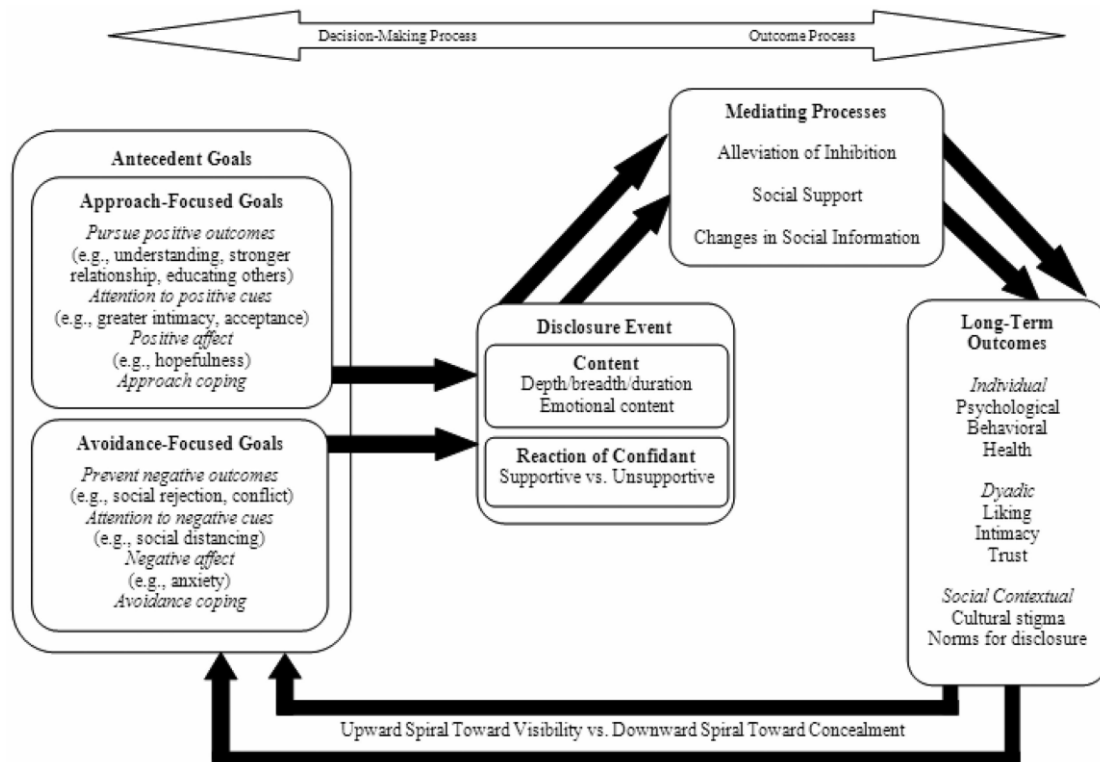 Decision-Making Process
Outcome Process
Antecedent Goals
Approach-Focused Goals
Pursue positive outcomes
(e.g., understanding, stronger
relationship, educating others)
Attention to positive cues
(e.g., greater intimacy, acceptance)
Positive affect
(e.g., hopefulness)
Approach coping
Avoidance-Focused Goals
Prevent negative outcomes
(e.g., social rejection, conflict)
Attention to negative cues
(e.g., social distancing)
Negative affect
(e.g., anxiety)
Avoidance coping
Disclosure Event
Content
Depth/breadth/duration
Emotional content
Reaction of Confidant
Supportive vs. Unsupportive
Mediating Processes
Alleviation of Inhibition
Social Support
Changes in Social Information
Long-Term
Outcomes
Individual
Psychological
Behavioral
Health
Dyadic
Liking
Intimacy
Trust
Social Contextual
Cultural stigma
Norms for disclosure
Upward Spiral Toward Visibility vs. Downward Spiral Toward Concealment